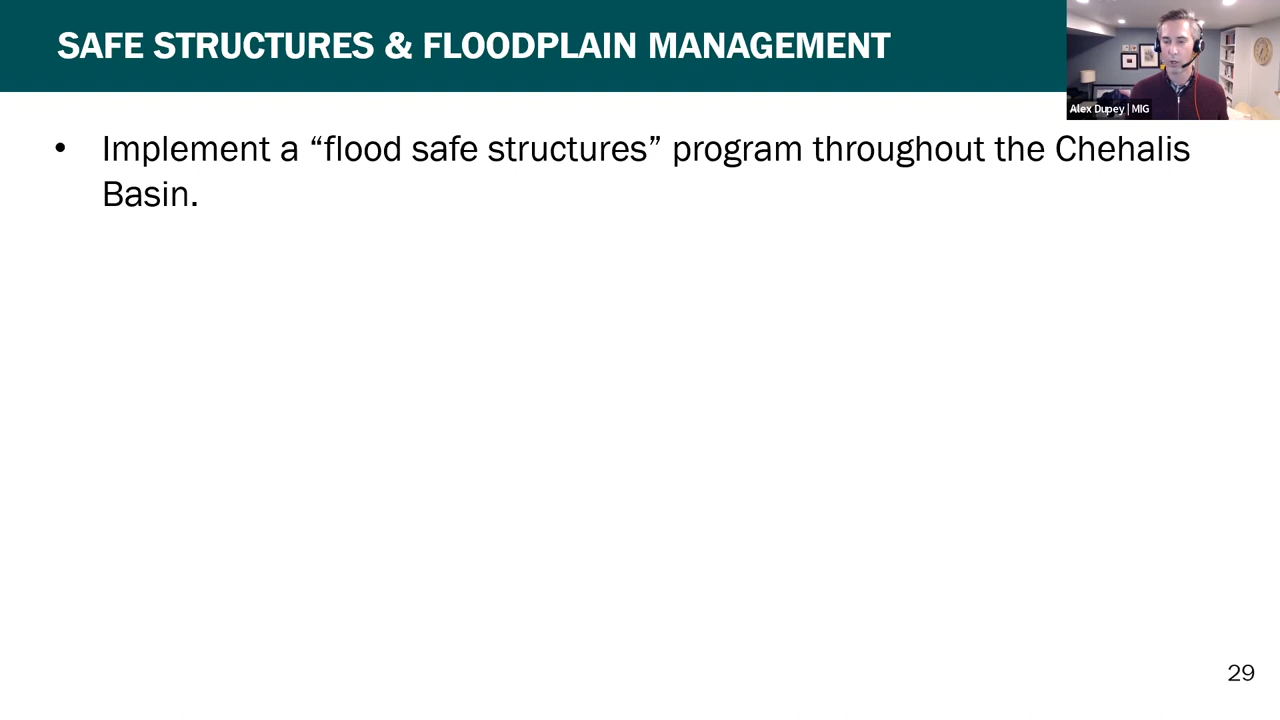 SAFE STRUCTURES & FLOODPLAIN MANAGEMENT
Alex Dupey | MIG
• Implement a “flood safe structures” program throughout the Chehalis
Basin.
29